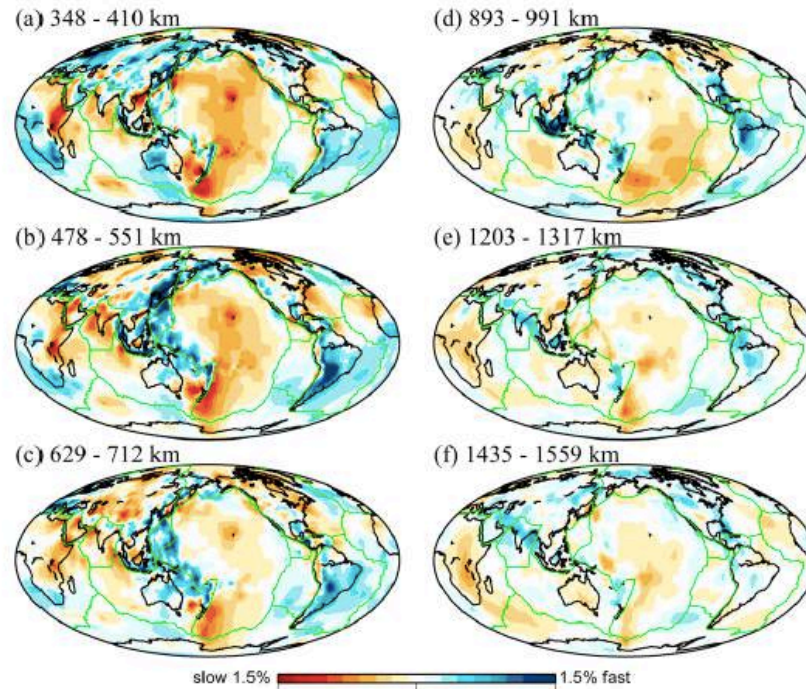 (a) 348 - 410 km
(d) 893 - 991 km
(b) 478 - 551 km
(e) 1203 - 1317 km
(c) 629 - 712 km
(f) 1435 - 1559 km
slow 1.5% 1.5% fast